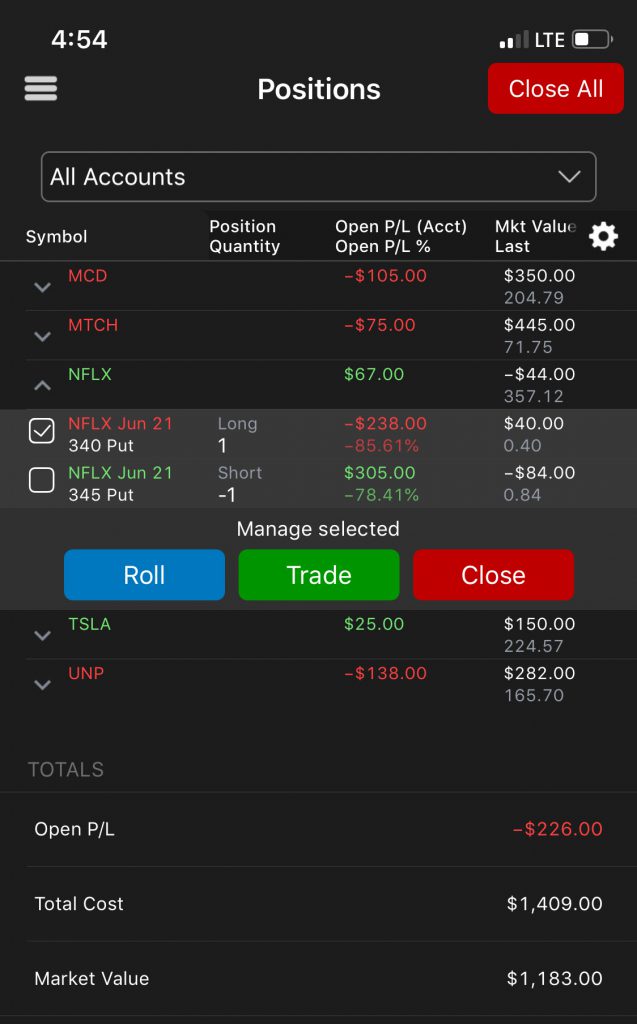 4:54 LTE
Positions Close All
All Accounts
Symbol Position Quantity Open P/L (Acct) Open P/L % Mkt Value Last
MCD −$105.00 $350.00
204.79
MTCH −$75.00 $445.00
71.75
NFLX $67.00 −$44.00
357.12
NFLX Jun 21 Long −$238.00 $40.00
340 Put 1 −85.61% 0.40
NFLX Jun 21 Short $305.00 −$84.00
345 Put -1 −78.41% 0.84
Manage selected
Roll Trade Close
TSLA $25.00 $150.00
224.57
UNP −$138.00 $282.00
165.70
TOTALS
Open P/L −$226.00
Total Cost $1,409.00
Market Value $1,183.00